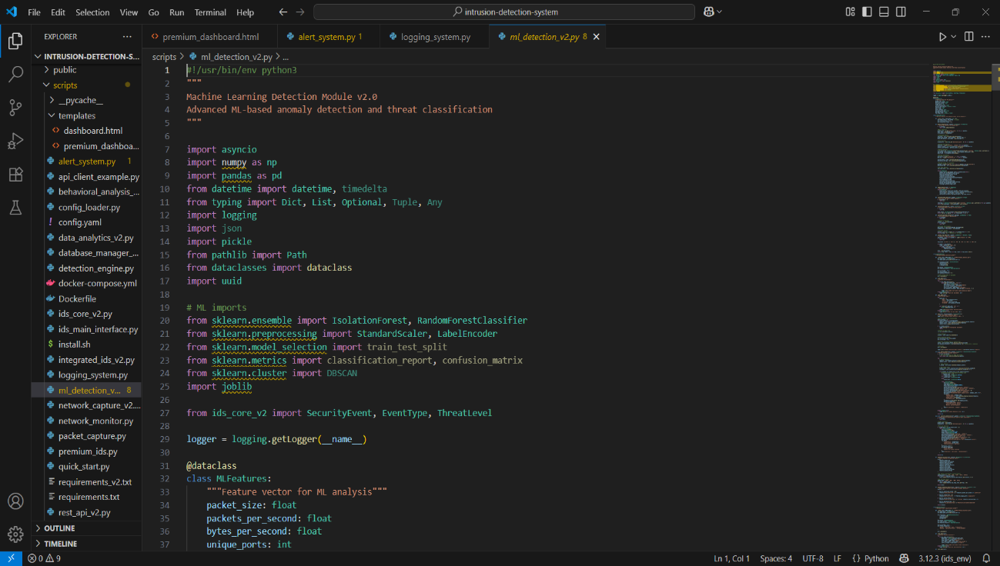 File Edit Selection View Go Run Terminal Help
intrusion-detection-system
EXPLORER
INTRUSION-DETECTION-S...
public
scripts
__pycache__
templates
dashboard.html
premium_dashboa...
alert_system.py 1
api_client_example.py
behavioral_analysis_...
config_loader.py
config.yaml
data_analytics_v2.py
database_manager_...
detection_engine.py
docker-compose.yml
Dockerfile
ids_core_v2.py
ids_main_interface.py
install.sh
integrated_ids_v2.py
logging_system.py
ml_detection_v... 8
network_capture_v2....
network_monitor.py
packet_capture.py
premium_ids.py
quick_start.py
requirements_v2.txt
requirements.txt
rest_api_v2.py
OUTLINE
TIMELINE
premium_dashboard.html alert_system.py 1 logging_system.py ml_detection_v2.py 8
scripts > ml_detection_v2.py > ...
1 #!/usr/bin/env python3
2 """
3 Machine Learning Detection Module v2.0
4 Advanced ML-based anomaly detection and threat classification
5 """
6
7 import asyncio
8 import numpy as np
9 import pandas as pd
10 from datetime import datetime, timedelta
11 from typing import Dict, List, Optional, Tuple, Any
12 import logging
13 import json
14 import pickle
15 from pathlib import Path
16 from dataclasses import dataclass
17 import uuid
18
19 # ML imports
20 from sklearn.ensemble import IsolationForest, RandomForestClassifier
21 from sklearn.preprocessing import StandardScaler, LabelEncoder
22 from sklearn.model_selection import train_test_split
23 from sklearn.metrics import classification_report, confusion_matrix
24 from sklearn.cluster import DBSCAN
25 import joblib
26
27 from ids_core_v2 import SecurityEvent, EventType, ThreatLevel
28
29 logger = logging.getLogger(__name__)
30
31 @dataclass
32 class MLFeatures:
33 """Feature vector for ML analysis"""
34 packet_size: float
35 packets_per_second: float
36 bytes_per_second: float
37 unique_ports: int
0 9
Ln 1, Col 1 Spaces: 4 UTF-8 LF {} Python 3.12.3 (ids_env)